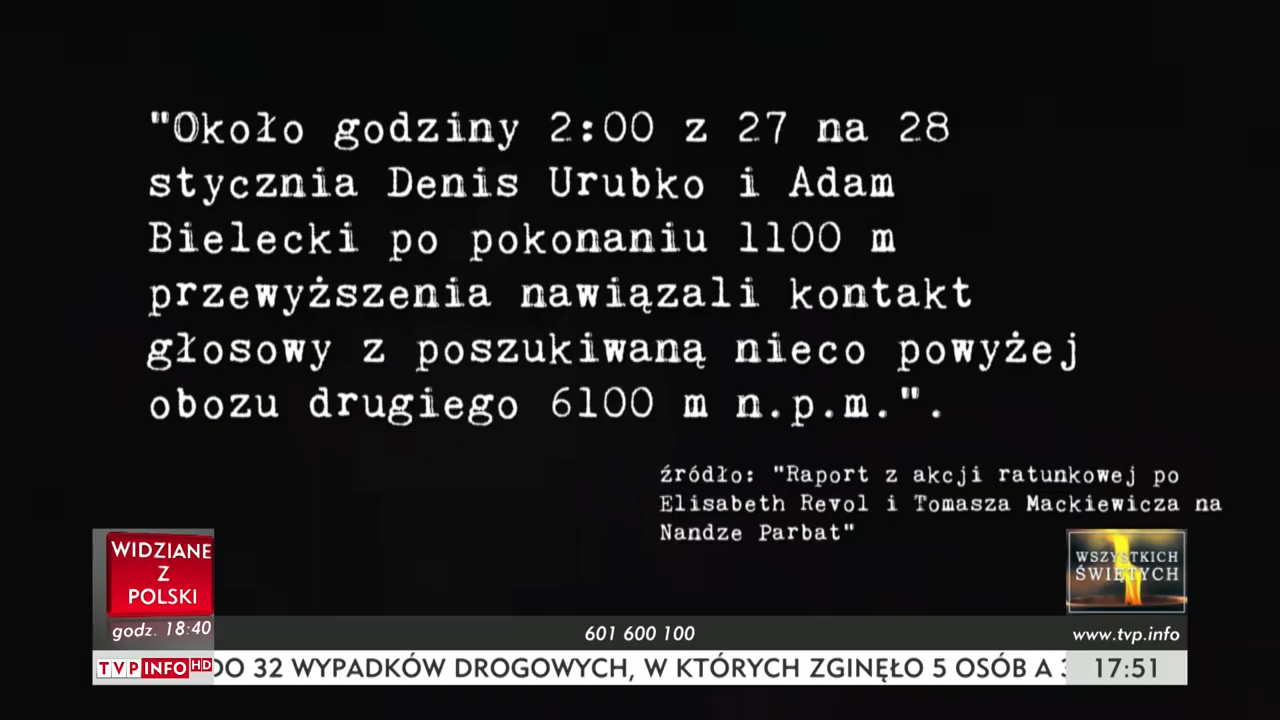 "Około godziny 2:00 z 27 na 28
stycznia Denis Urubko i Adam
Bielecki po pokonaniu 1100 m
przewyższenia nawiązali kontakt
głosowy z poszukiwaną nieco powyżej
obozu drugiego 6100 m n.p.m.".
źródło: "Raport z akcji ratunkowej po
Elisabeth Revol i Tomasza Mackiewicza na
Nandze Parbat"
WIDZIANE
Z
POLSKI
godz. 18:40
WSZYSTKICH
ŚWIĘTYCH
601 600 100
www.tvp.info
TVP INFO HD
DO 32 WYPADKÓW DROGOWYCH, W KTÓRYCH ZGINĘŁO 5 OSÓB A
17:51